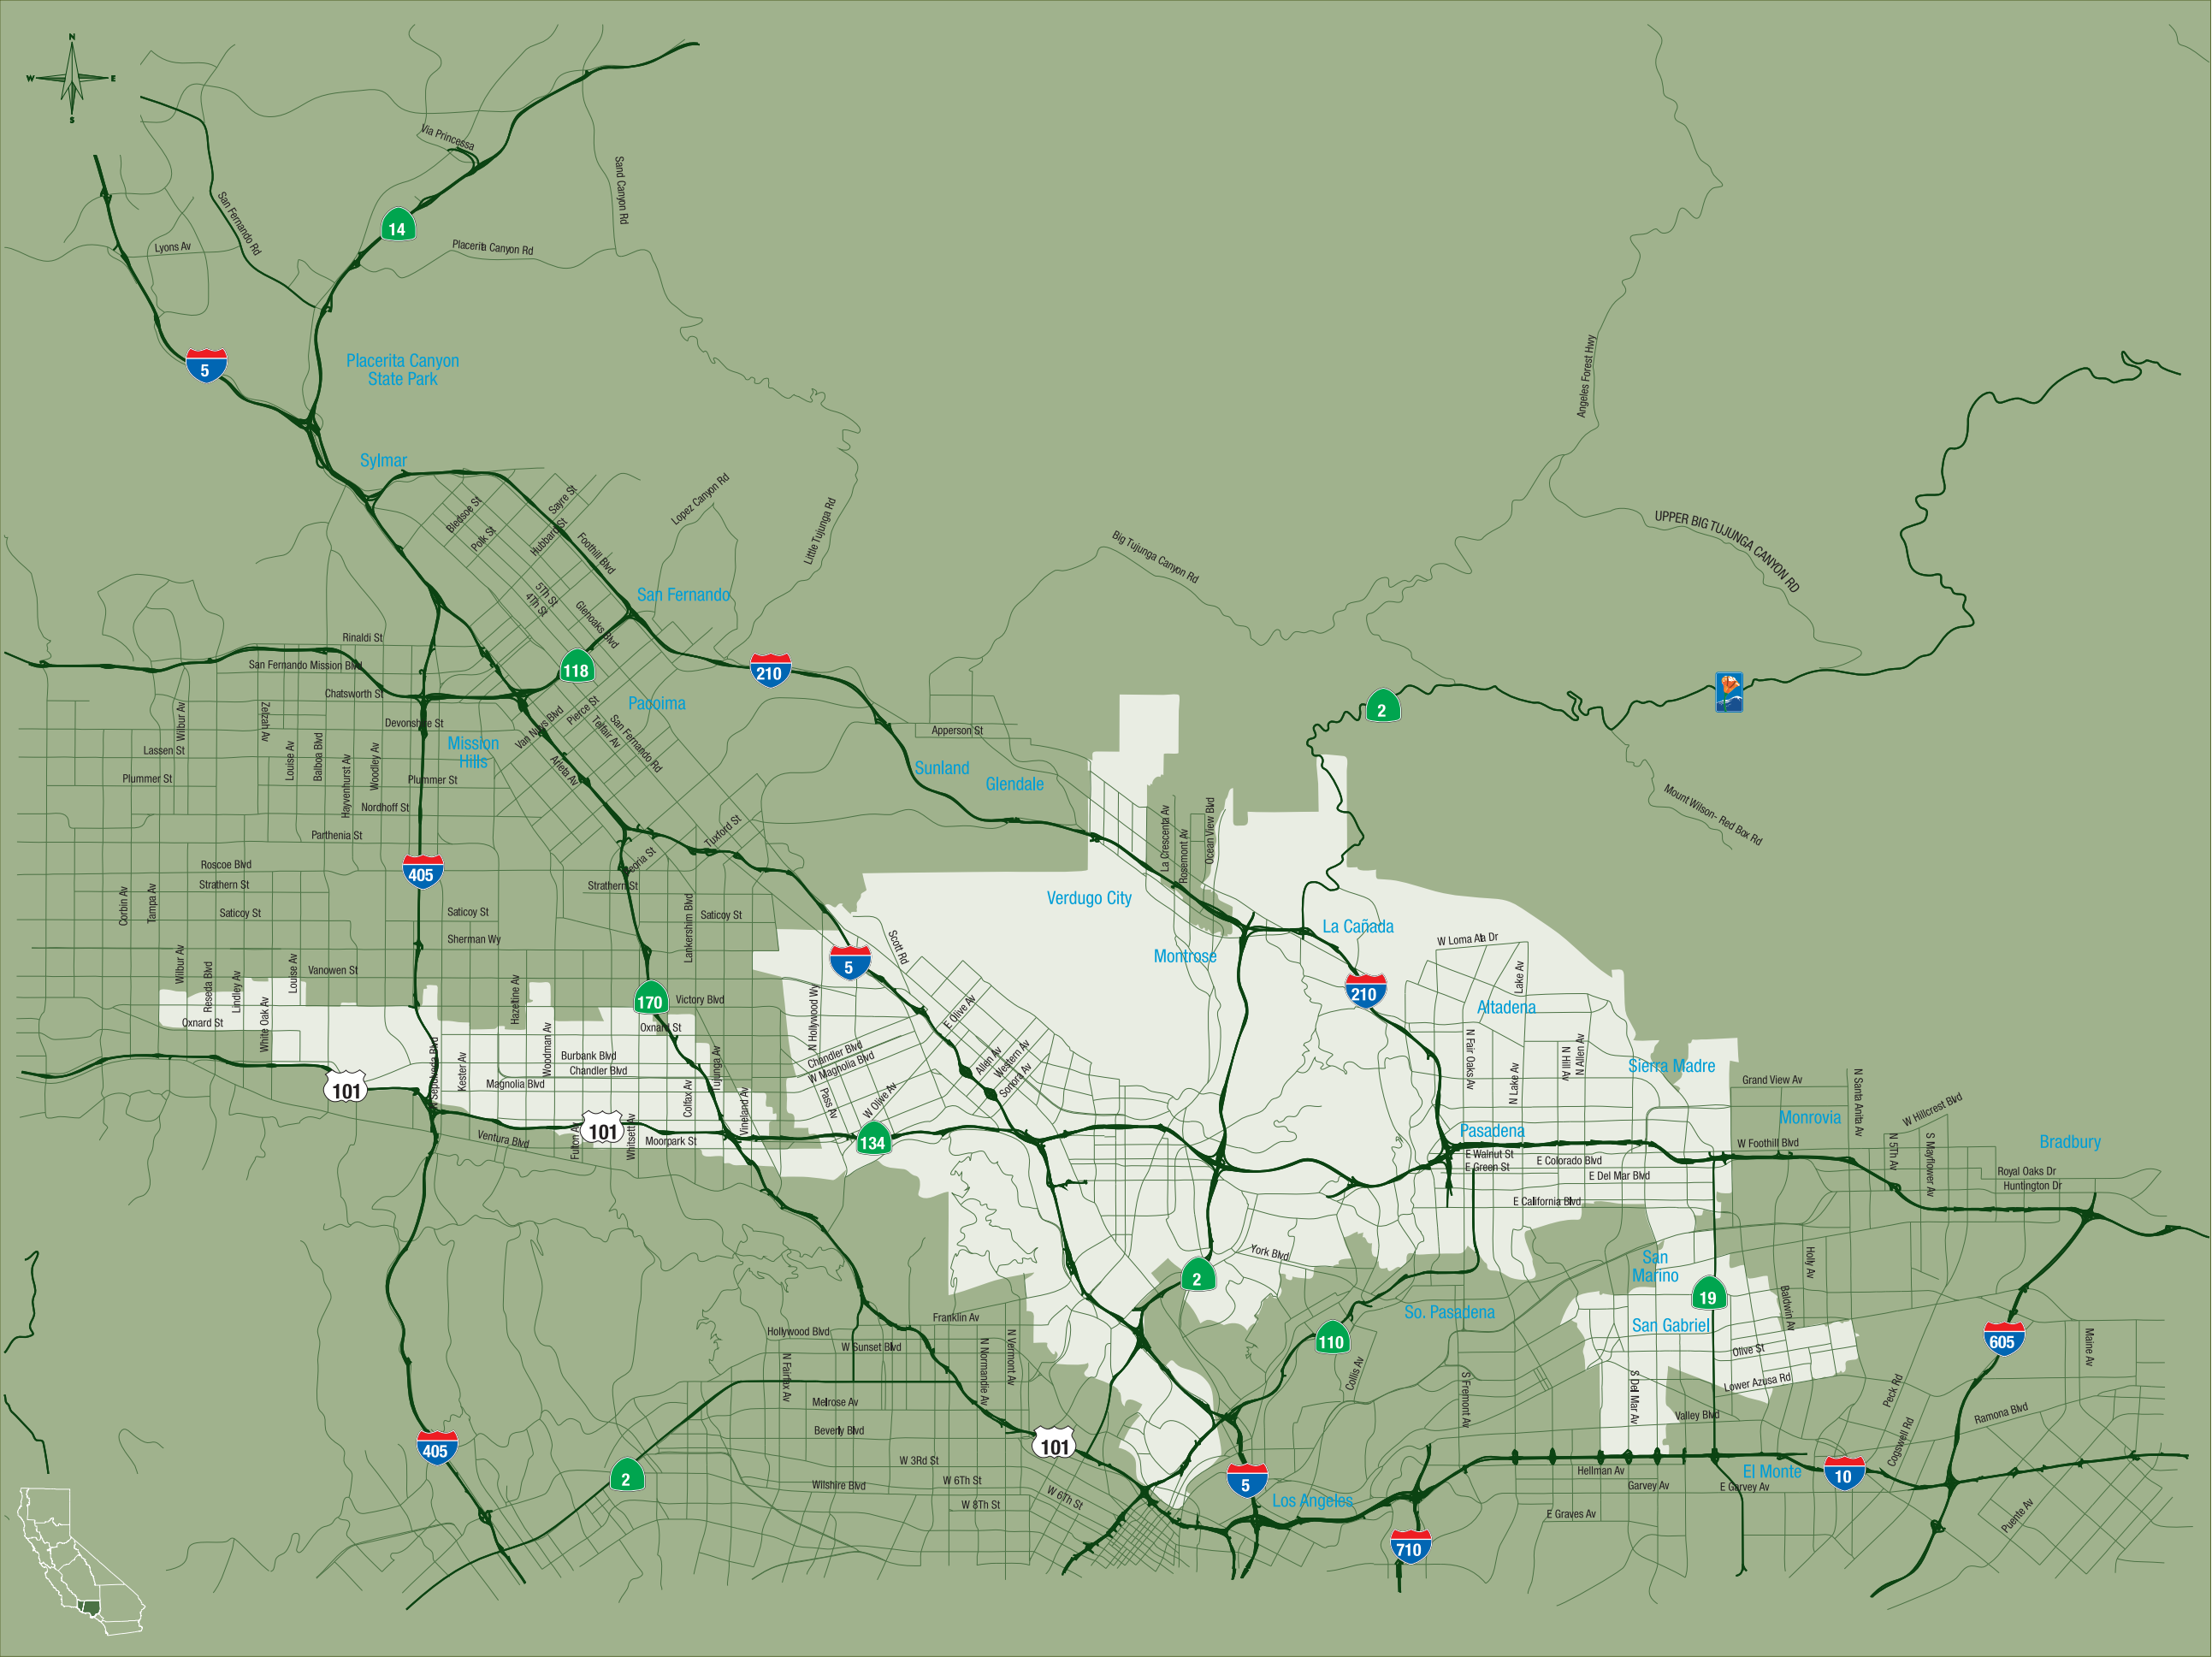 N
W
E
S
Via Princessa
Sand Canyon Rd
San Fernando Rd
14
Lyons Av
Placerita Canyon Rd
5
Placerita Canyon
State Park
Angeles Forest Hwy
Sylmar
Bledsoe St
Polk St
Sayre St
Hubbard St
Foothill Blvd
Lopez Canyon Rd
Little Tujunga Rd
Big Tujunga Canyon Rd
UPPER BIG TUJUNGA CANYON RD
5Th St
4Th St
Glenoaks Blvd
San Fernando
Rinaldi St
San Fernando Mission Blvd
118
210
Chatsworth St
Devonshire St
Pacoima
Pierce St
Van Nuys Blvd
Telfair Av
San Fernando Rd
Arleta Av
2
Wilbur Av
Zelzah Av
Louise Av
Balboa Blvd
Hayvenhurst Av
Woodley Av
Lassen St
Mission
Hills
Apperson St
Plummer St
Plummer St
Sunland
Glendale
Nordhoff St
Parthenia St
Mount Wilson- Red Box Rd
Tuxford St
Peoria St
La Crescenta Av
Rosemont Av
Ocean View Blvd
Roscoe Blvd
405
Strathern St
Strathern St
Corbin Av
Tampa Av
Saticoy St
Saticoy St
Saticoy St
Lankershim Blvd
Verdugo City
La Cañada
Sherman Wy
Scott Rd
Montrose
W Loma Alta Dr
Wilbur Av
Reseda Blvd
Lindley Av
Louise Av
Vanowen St
5
Lake Av
White Oak Av
Hazeltine Av
170
Victory Blvd
210
Altadena
Oxnard St
Oxnard St
N Hollywood Wy
E Olive Av
N Fair Oaks Av
N Hill Av
N Allen Av
N Sepulveda Blvd
Kester Av
Woodman Av
Burbank Blvd
Chandler Blvd
Magnolia Blvd
Colfax Av
Tujunga Av
Vineland Av
Chandler Blvd
W Magnolia Blvd
Pass Av
W Olive Av
Allen Av
Western Av
Sonora Av
N Lake Av
Sierra Madre
Grand View Av
N Santa Anita Av
101
101
Ventura Blvd
Fulton Av
Whitsett Av
Moorpark St
134
Pasadena
Monrovia
W Hillcrest Blvd
E Walnut St
E Green St
E Colorado Blvd
E Del Mar Blvd
E California Blvd
W Foothill Blvd
N 5Th Av
S Mayflower Av
Bradbury
Royal Oaks Dr
Huntington Dr
York Blvd
2
San
Marino
Holly Av
Baldwin Av
19
So. Pasadena
San Gabriel
110
605
Franklin Av
Hollywood Blvd
W Sunset Blvd
N Fairfax Av
N Normandie Av
N Vermont Av
Collis Av
S Fremont Av
S Del Mar Av
Olive St
Lower Azusa Rd
Maine Av
Peck Rd
Melrose Av
Valley Blvd
Ramona Blvd
Beverly Blvd
101
Cogswell Rd
405
2
W 3Rd St
W 6Th St
Wilshire Blvd
W 6Th St
W 8Th St
5
Los Angeles
Hellman Av
Garvey Av
El Monte
E Garvey Av
10
E Graves Av
Puente Av
710